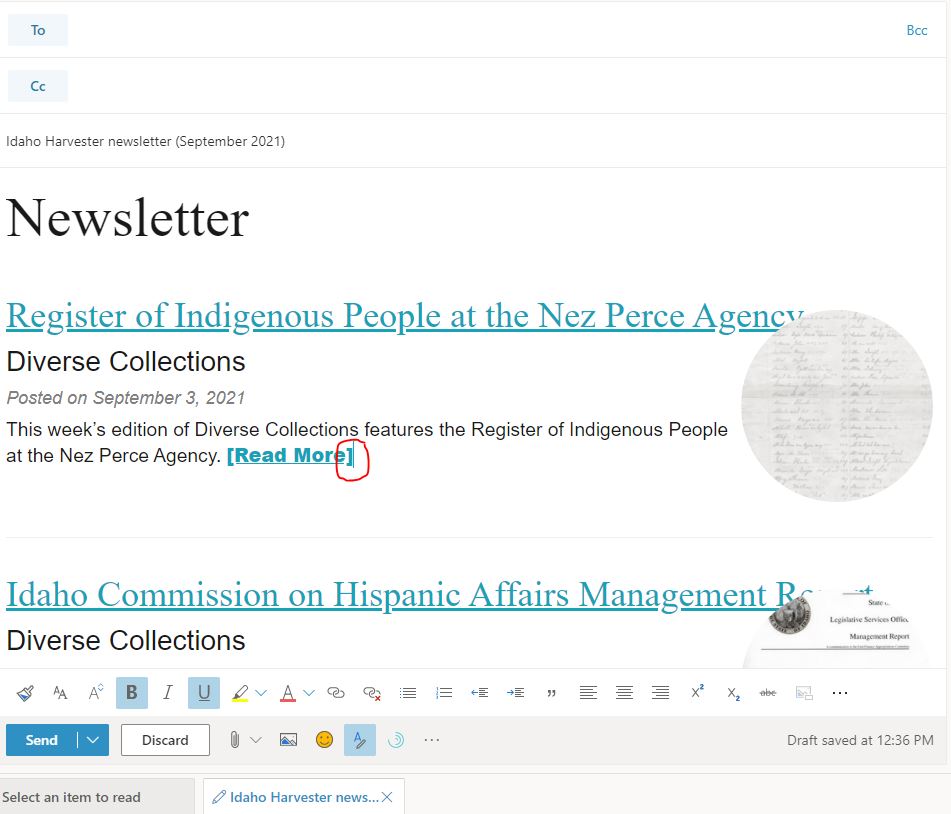 To
Bcc
Cc
Idaho Harvester newsletter (September 2021)
Newsletter
Register of Indigenous People at the Nez Perce Agency
Diverse Collections
Posted on September 3, 2021
This week’s edition of Diverse Collections features the Register of Indigenous People
at the Nez Perce Agency. [Read More]
Idaho Commission on Hispanic Affairs Management Report
Diverse Collections
State
Legislative Services Office
Management Report
B I U A abc
Send
Discard
Draft saved at 12:36 PM
Select an item to read
Idaho Harvester news...